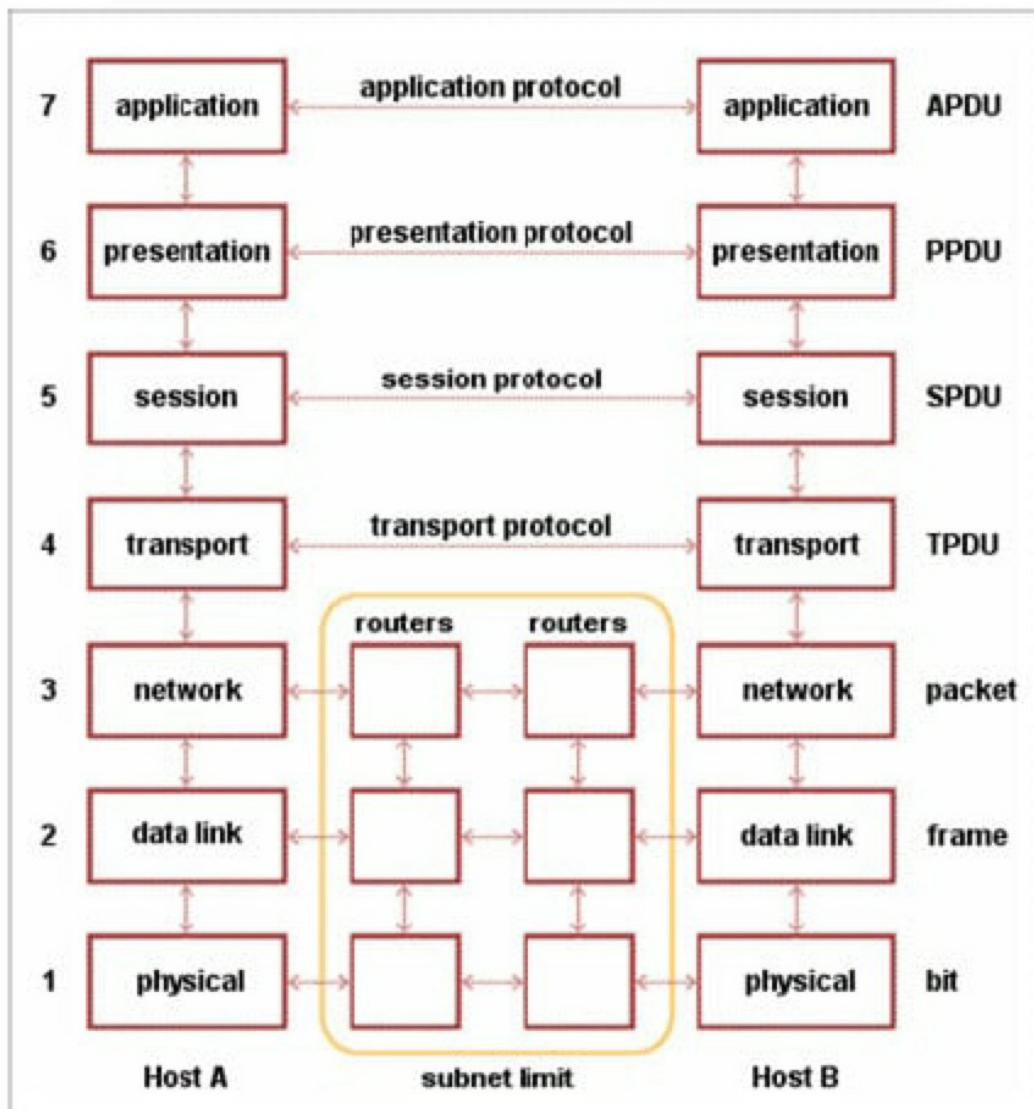 application protocol
7 application application APDU
presentation protocol
6 presentation presentation PPDU
session protocol
5 session session SPDU
transport protocol
4 transport transport TPDU
routers routers
3 network network packet
2 data link data link frame
1 physical physical bit
Host A subnet limit Host B